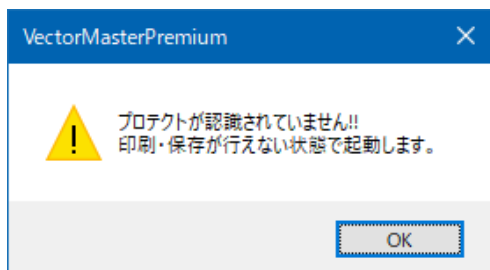 VectorMasterPremium
プロテクトが認識されていません!!
印刷・保存が行えない状態で起動します。
OK